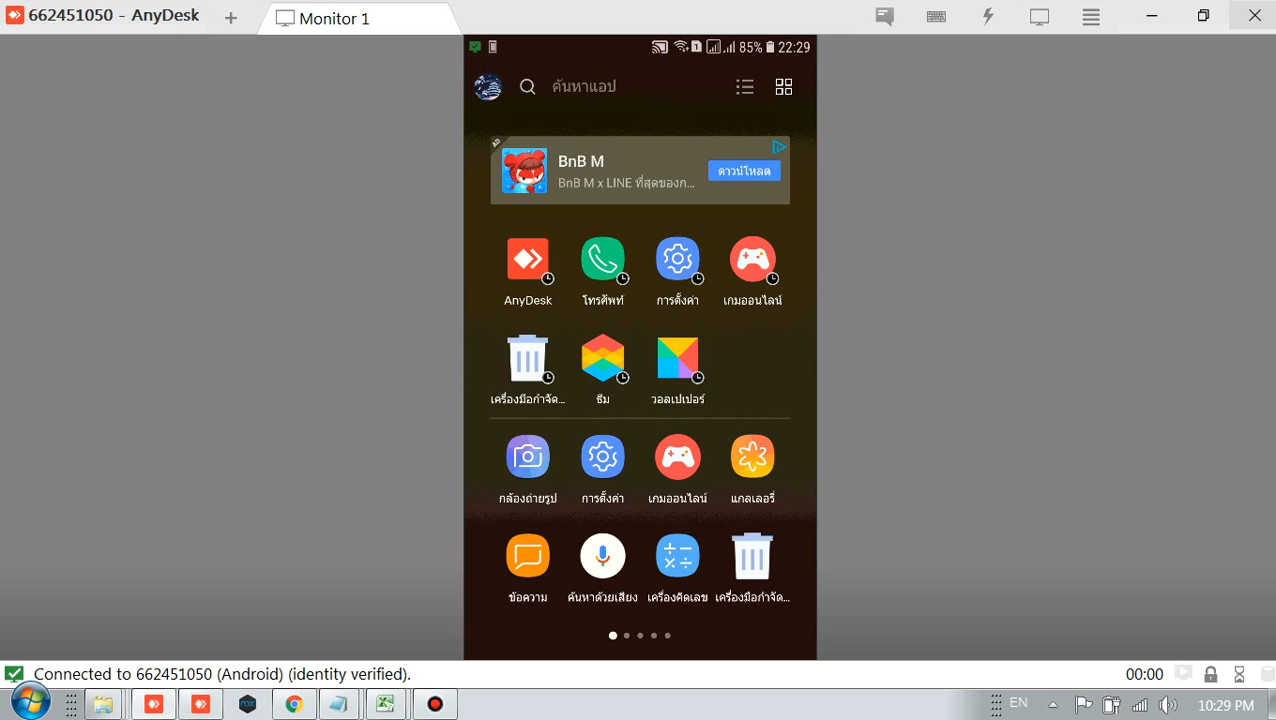 662451050 - AnyDesk
Monitor 1
85% 22:29
ค้นหาแอป
AD
BnB M
BnB M x LINE ที่สุดของก...
ดาวน์โหลด
AnyDesk
โทรศัพท์
การตั้งค่า
เกมออนไลน์
เครื่องมือกำจัด...
ธีม
วอลเปเปอร์
กล้องถ่ายรูป
การตั้งค่า
เกมออนไลน์
แกลเลอรี่
ข้อความ
ค้นหาด้วยเสียง
เครื่องคิดเลข
เครื่องมือกำจัด...
Connected to 662451050 (Android) (identity verified).
00:00
EN
10:29 PM